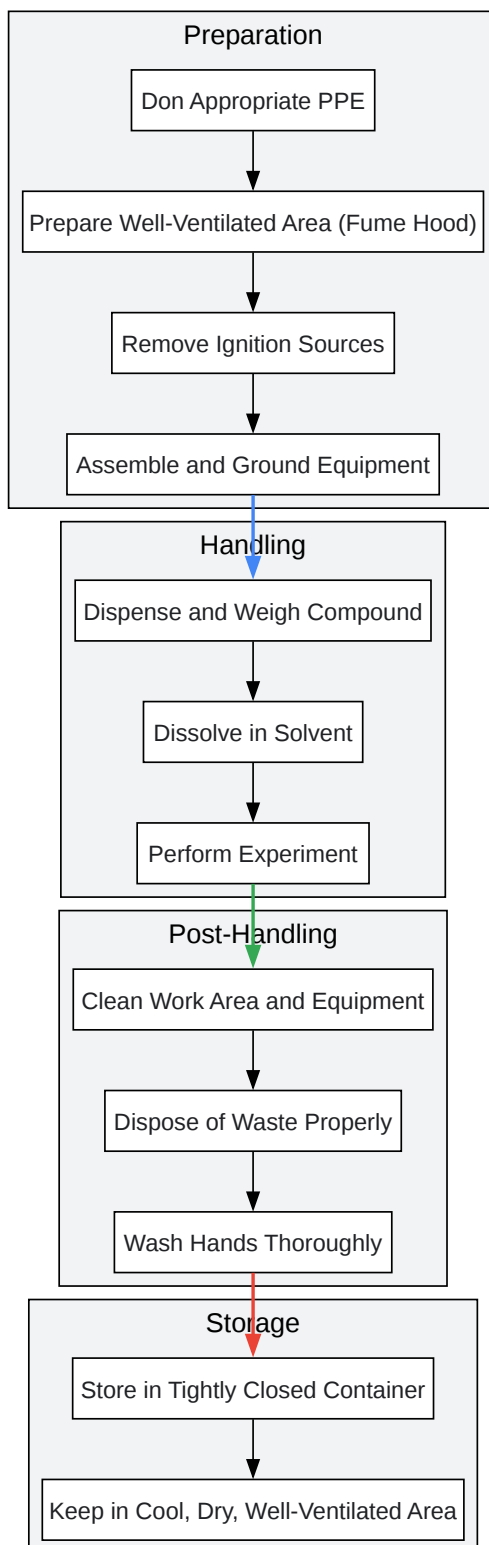 Preparation
Don Appropriate PPE
Prepare Well-Ventilated Area (Fume Hood)
Remove Ignition Sources
Assemble and Ground Equipment
Handling
Dispense and Weigh Compound
Dissolve in Solvent
Perform Experiment
Post-Handling
Clean Work Area and Equipment
Dispose of Waste Properly
Wash Hands Thoroughly
Storage
Store in Tightly Closed Container
Keep in Cool, Dry, Well-Ventilated Area